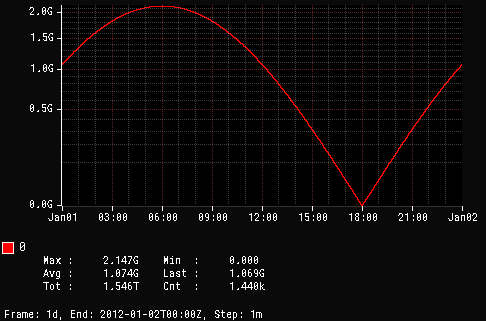 2.0G
1.5G
1.0G
0.5G
0.0G
Jan01 03:00 06:00 09:00 12:00 15:00 18:00 21:00 Jan02
0
Max : 2.147G Min : 0.000
Avg : 1.074G Last : 1.069G
Tot : 1.546T Cnt : 1.440k
Frame: 1d, End: 2012-01-02T00:00Z, Step: 1m